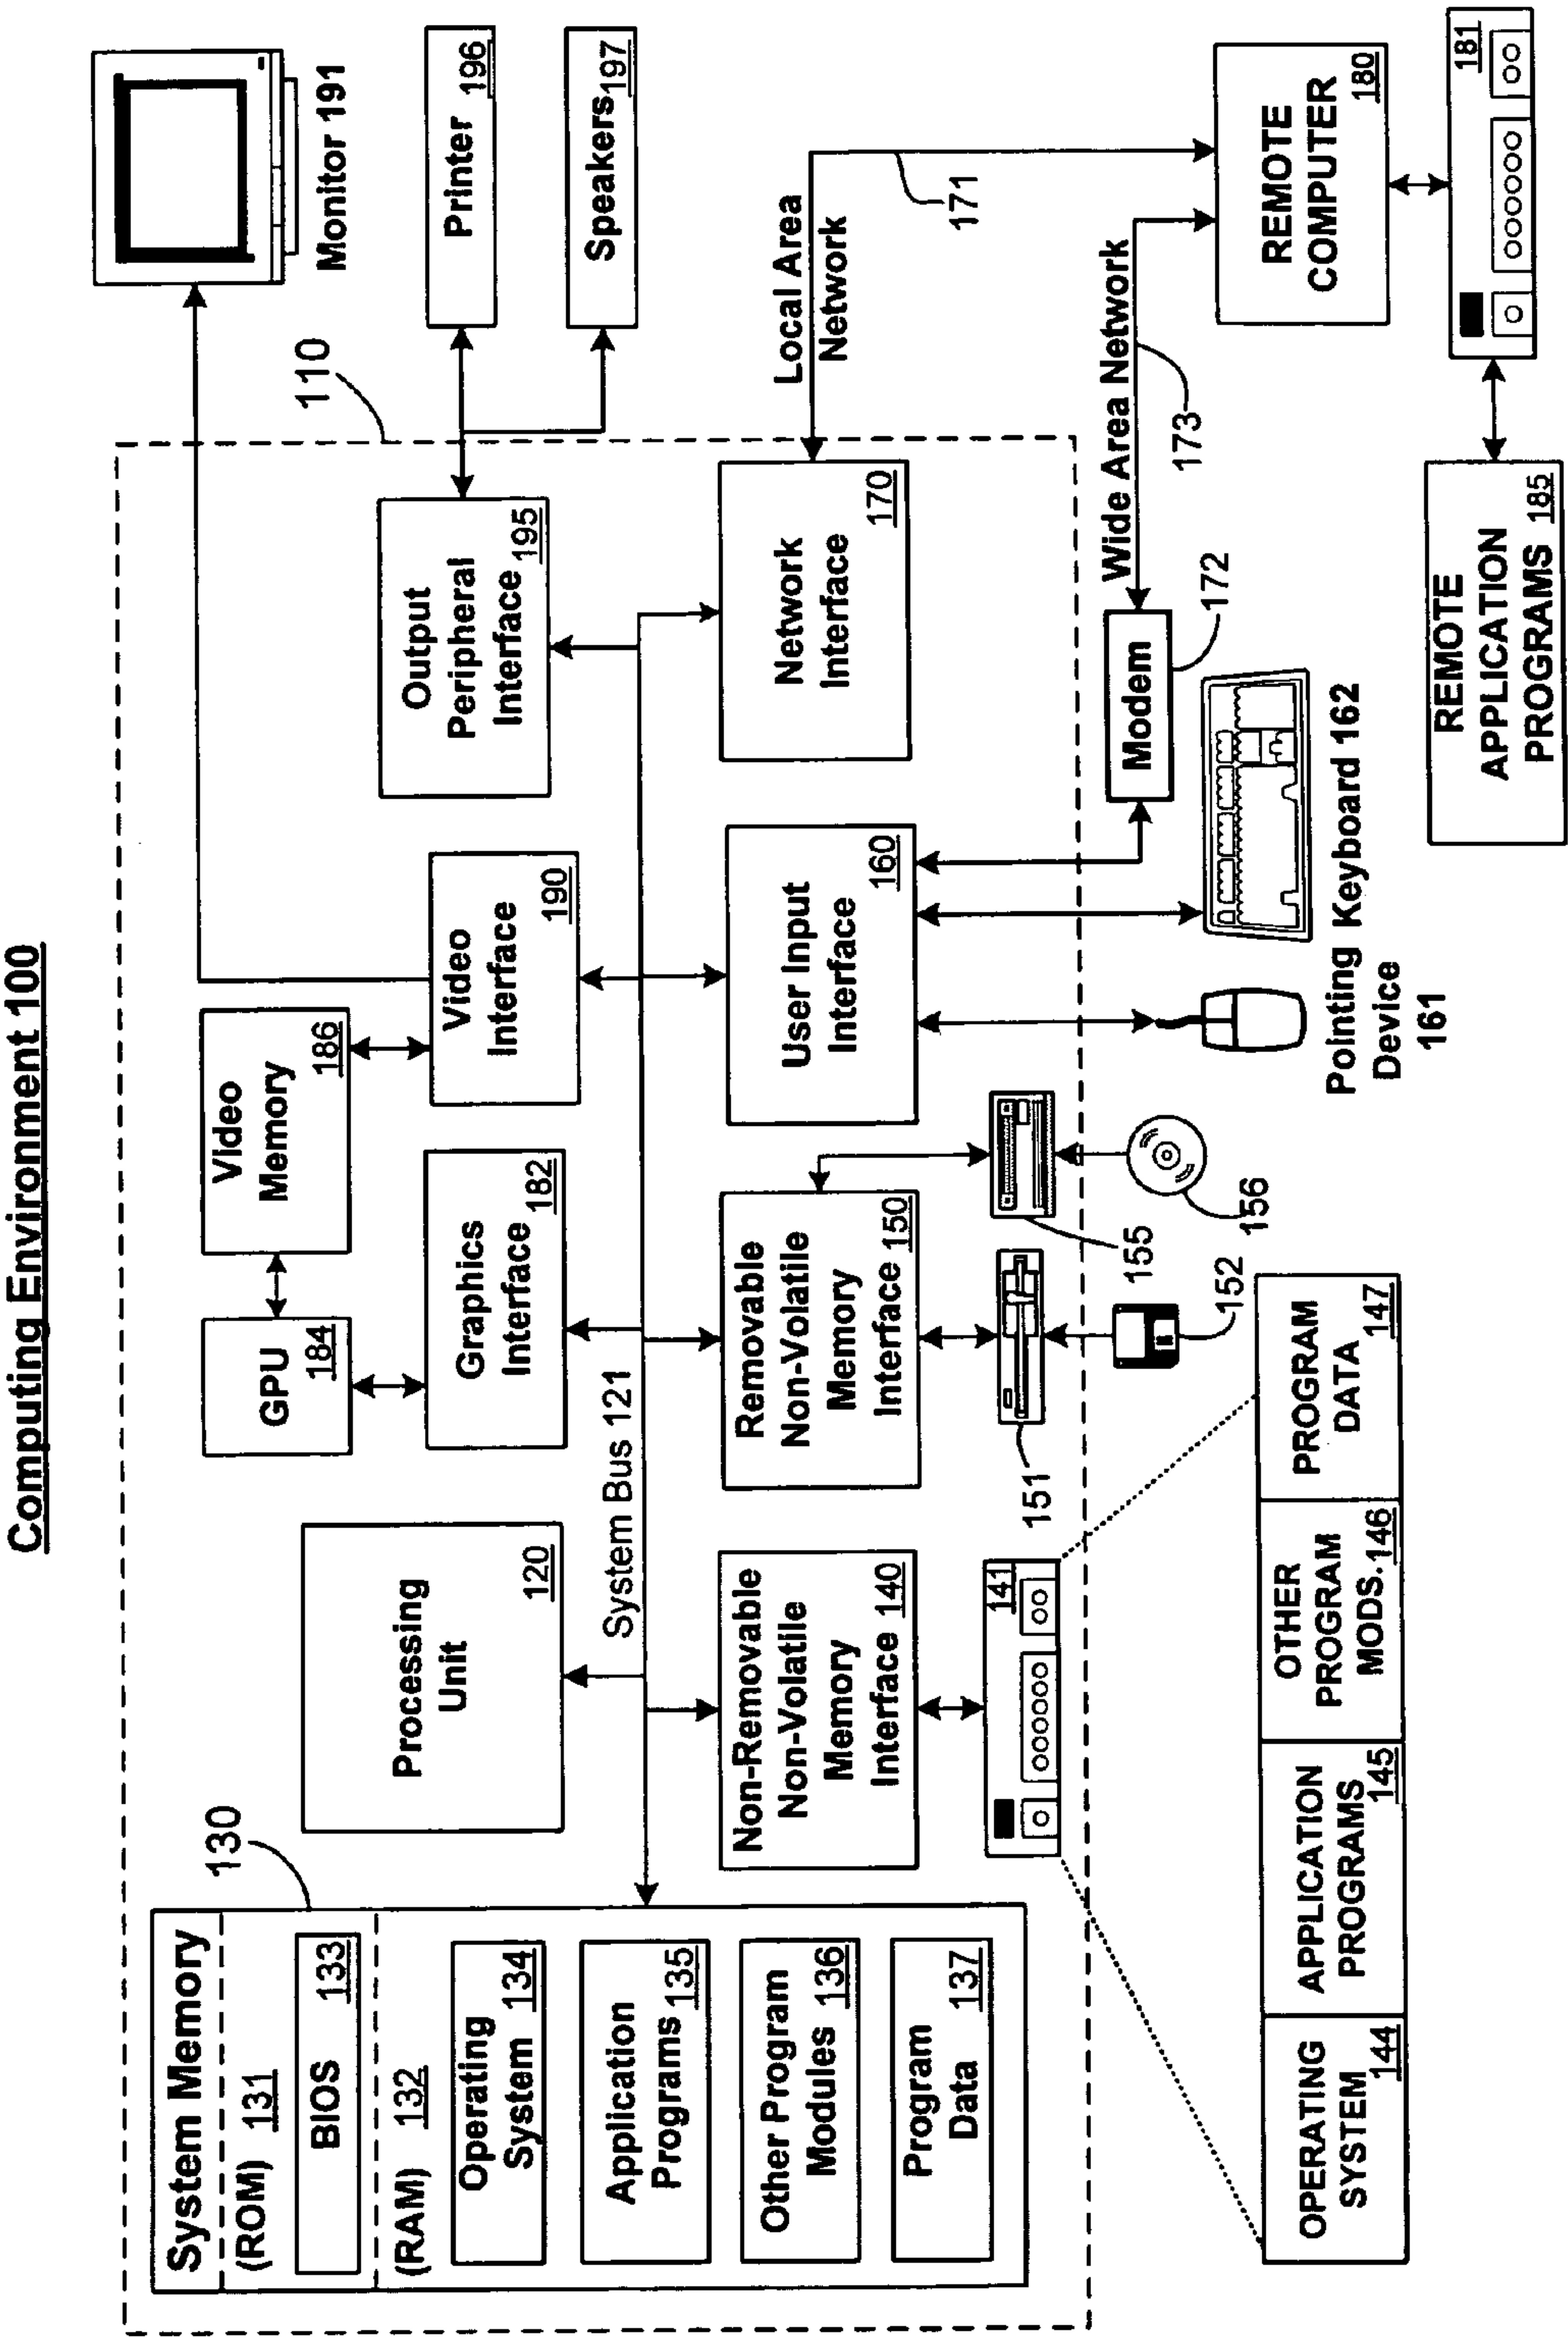 Computing Environment 100
System Memory
(ROM) 131
BIOS 133
(RAM) 132
Operating
System 134
Application
Programs 135
Other Program
Modules 136
Program
Data 137
130
Processing
Unit
120
GPU
184
Video
Memory
186
Graphics
Interface
182
Video
Interface
190
Output
Peripheral
Interface 195
110
Monitor 191
Printer 196
Speakers 197
System Bus 121
Non-Removable
Non-Volatile
Memory
Interface 140
Removable
Non-Volatile
Memory
Interface 150
User Input
Interface
160
Network
Interface
170
Local Area
Network
171
141
151
152
155
156
Modem
172
Wide Area Network
173
Pointing
Device
161
Keyboard 162
REMOTE
COMPUTER
180
181
REMOTE
APPLICATION
PROGRAMS 185
OPERATING
SYSTEM
144
APPLICATION
PROGRAMS
145
OTHER
PROGRAM
MODS. 146
PROGRAM
DATA
147